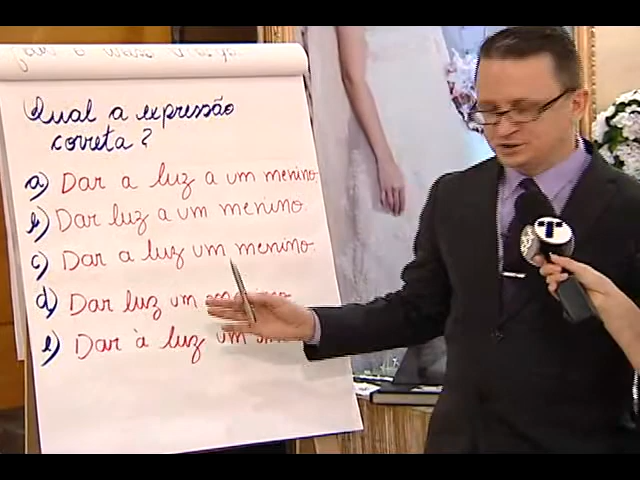 Qual a expressão
correta?
a) Dar a luz a um menino.
b) Dar luz a um menino.
c) Dar a luz um menino.
d) Dar luz um
e) Dar à luz um
T